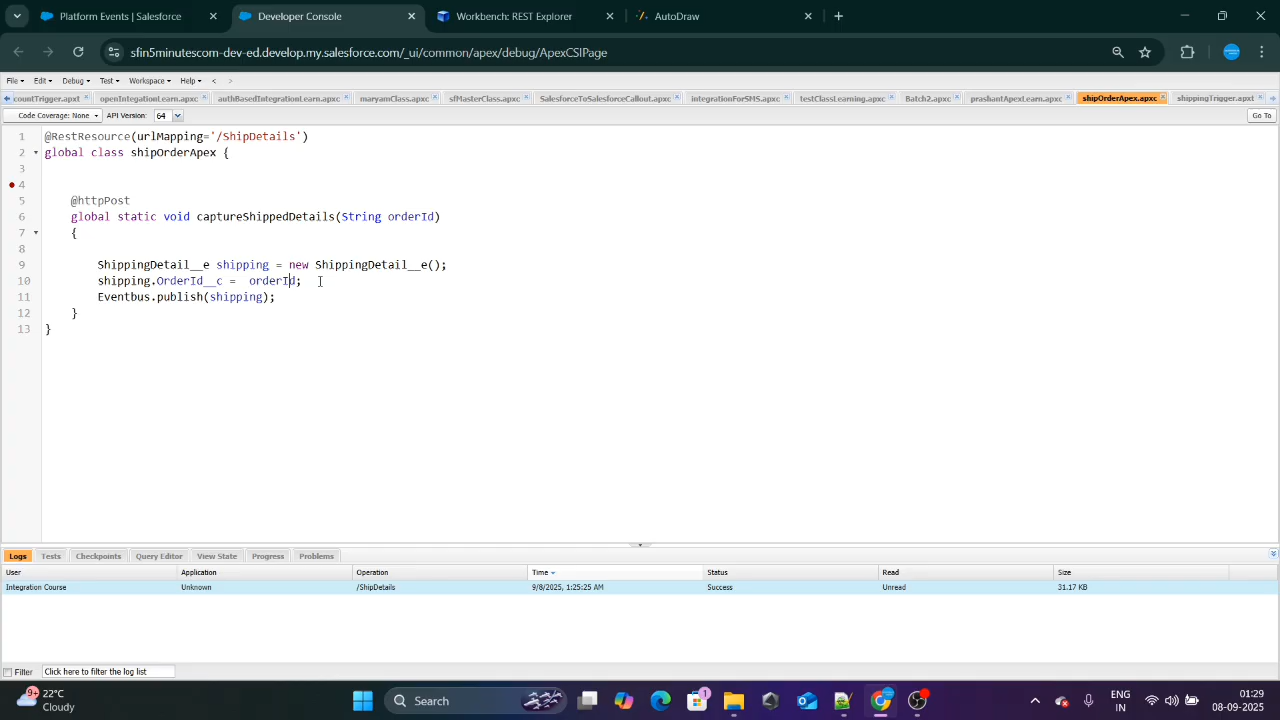 Platform Events | Salesforce
Developer Console
Workbench: REST Explorer
AutoDraw
sfin5minutescom-dev-ed.develop.my.salesforce.com/_ui/common/apex/debug/ApexCSIPage
File Edit Debug Test Workspace Help < >
countTrigger.apxt openIntegationLearn.apxc authBasedIntegrationLearn.apxc maryamClass.apxc sfMasterClass.apxc SalesforceToSalesforceCallout.apxc integrationForSMS.apxc testClassLearning.apxc Batch2.apxc prashantApexLearn.apxc shipOrderApex.apxc shippingTrigger.apxt
Code Coverage: None API Version: 64 Go To
1 @RestResource(urlMapping='/ShipDetails')
2 global class shipOrderApex {
3
4
5 @httpPost
6 global static void captureShippedDetails(String orderId)
7 {
8
9 ShippingDetail__e shipping = new ShippingDetail__e();
10 shipping.OrderId__c =  orderId;
11 Eventbus.publish(shipping);
12 }
13 }
Logs Tests Checkpoints Query Editor View State Progress Problems
User Application Operation Time Status Read Size
Integration Course Unknown /ShipDetails 9/8/2025, 1:25:25 AM Success Unread 31.17 KB
Filter Click here to filter the log list
9+ 22°C
Cloudy
Search
1
ENG
IN
01:29
08-09-2025